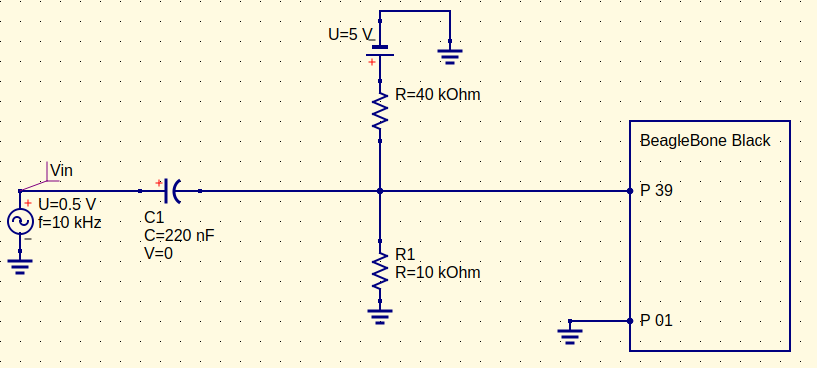 U=5 V
R=40 kOhm
BeagleBone Black
Vin
P 39
U=0.5 V
f=10 kHz
C1
C=220 nF
V=0
R1
R=10 kOhm
P 01